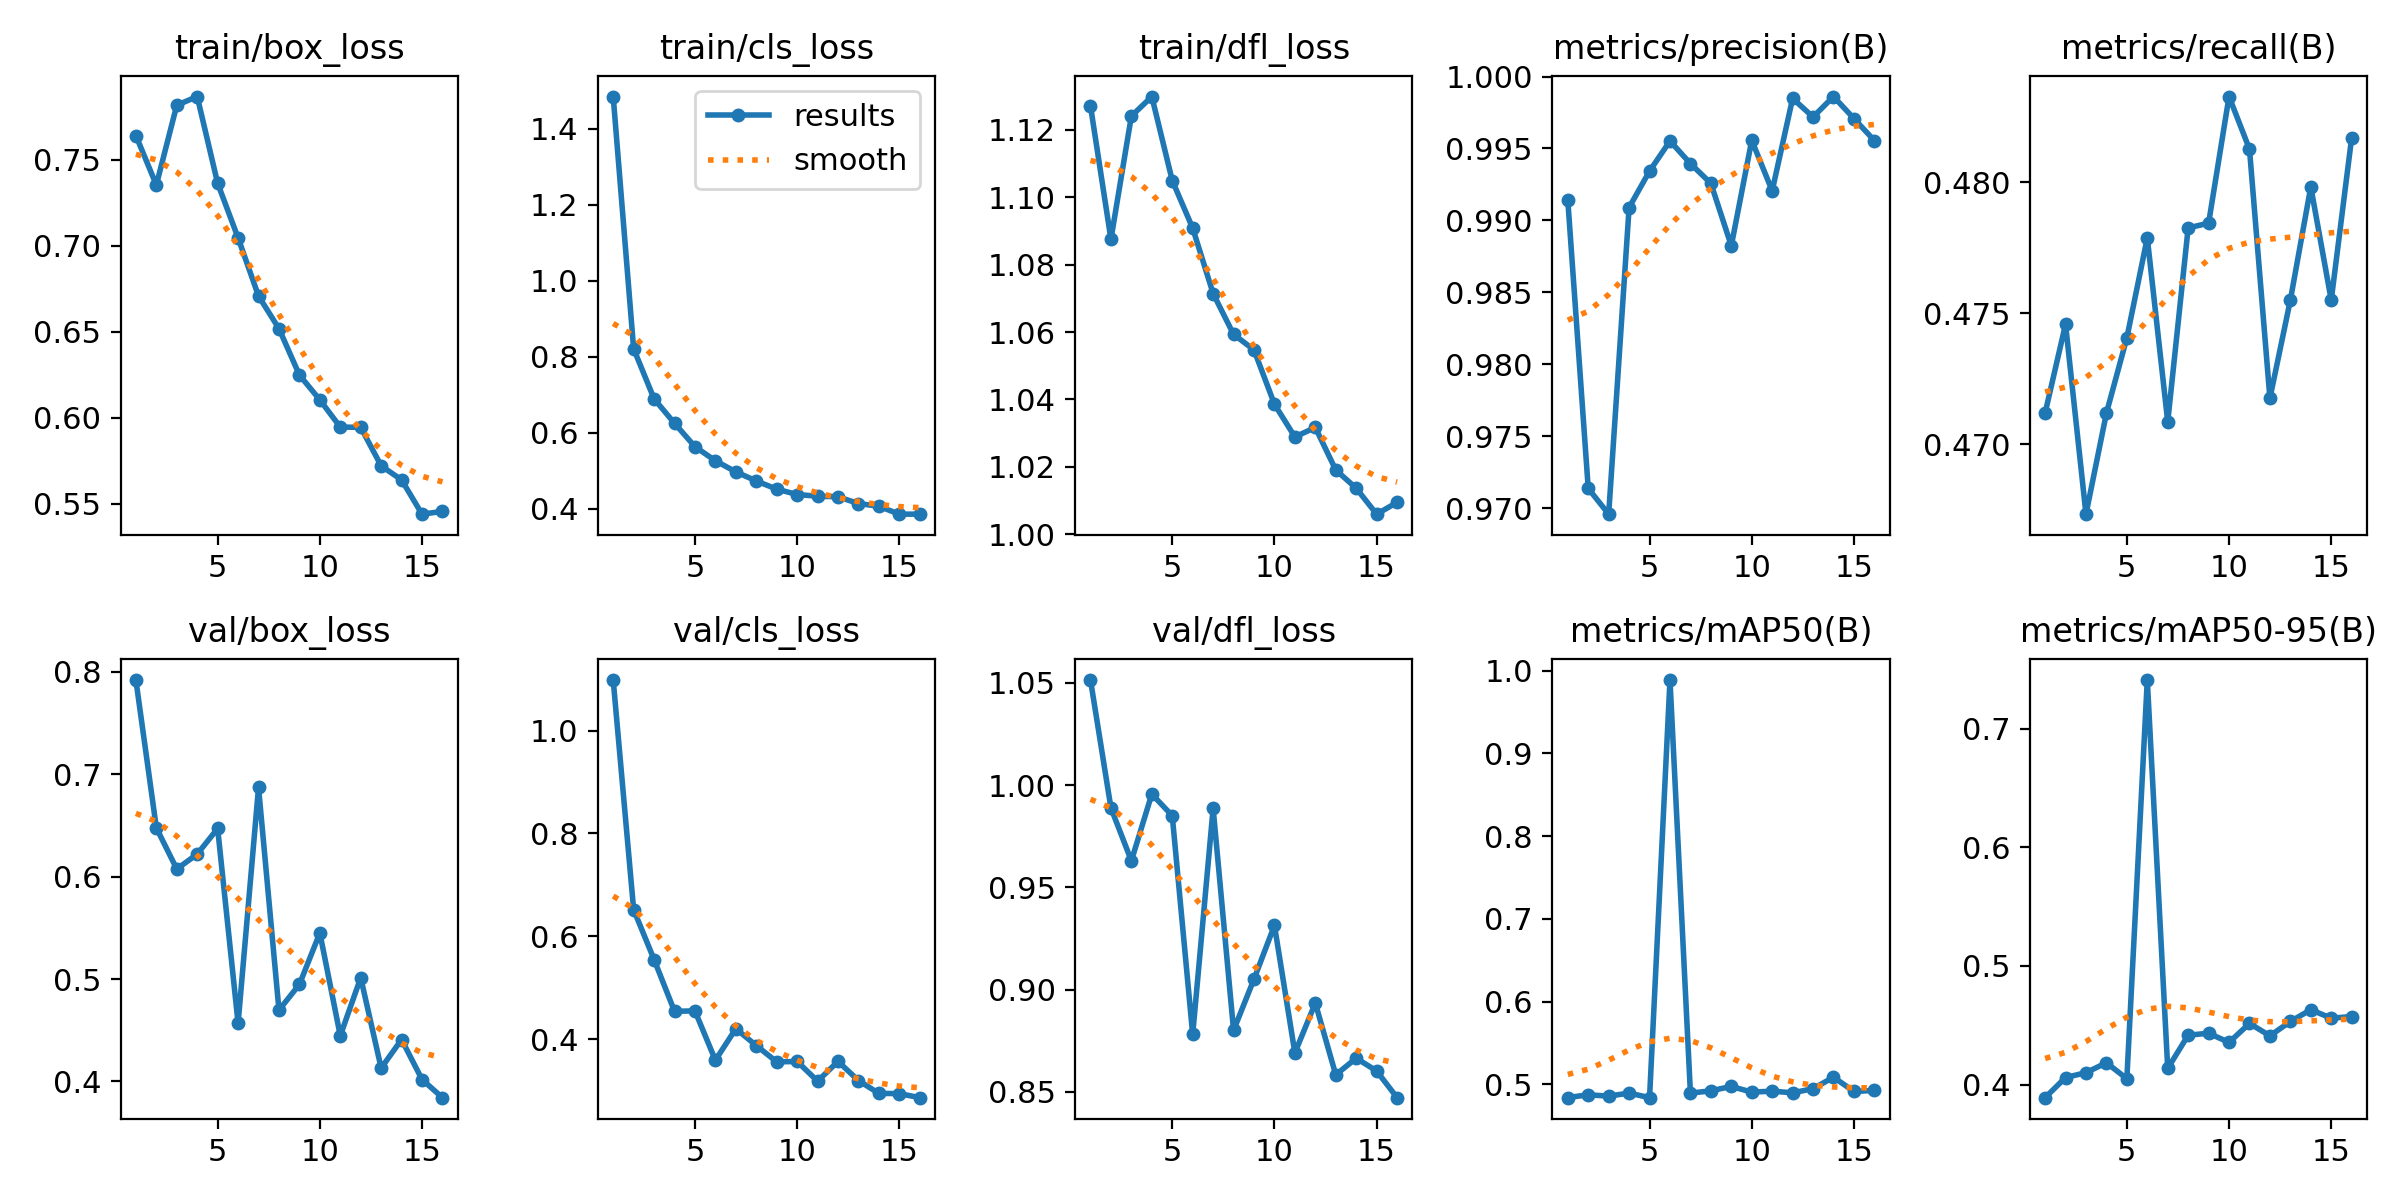 train/box_loss
train/cls_loss
train/dfl_loss
metrics/precision(B)
metrics/recall(B)
0.75
0.70
0.65
0.60
0.55
5 10 15
1.4
1.2
1.0
0.8
0.6
0.4
5 10 15
results
smooth
1.12
1.10
1.08
1.06
1.04
1.02
1.00
5 10 15
1.000
0.995
0.990
0.985
0.980
0.975
0.970
5 10 15
0.480
0.475
0.470
5 10 15
val/box_loss
val/cls_loss
val/dfl_loss
metrics/mAP50(B)
metrics/mAP50-95(B)
0.8
0.7
0.6
0.5
0.4
5 10 15
1.0
0.8
0.6
0.4
5 10 15
1.05
1.00
0.95
0.90
0.85
5 10 15
1.0
0.9
0.8
0.7
0.6
0.5
5 10 15
0.7
0.6
0.5
0.4
5 10 15